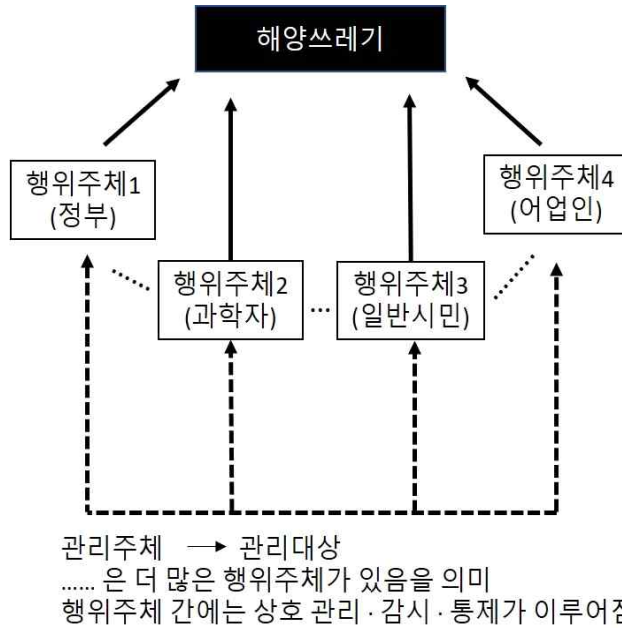 해양쓰레기
행위주체1
(정부)
행위주체4
(어업인)
행위주체2
(과학자)
...
행위주체3
(일반시민)
관리주체 → 관리대상
...... 은 더 많은 행위주체가 있음을 의미
행위주체 간에는 상호 관리 · 감시 · 통제가 이루어짐